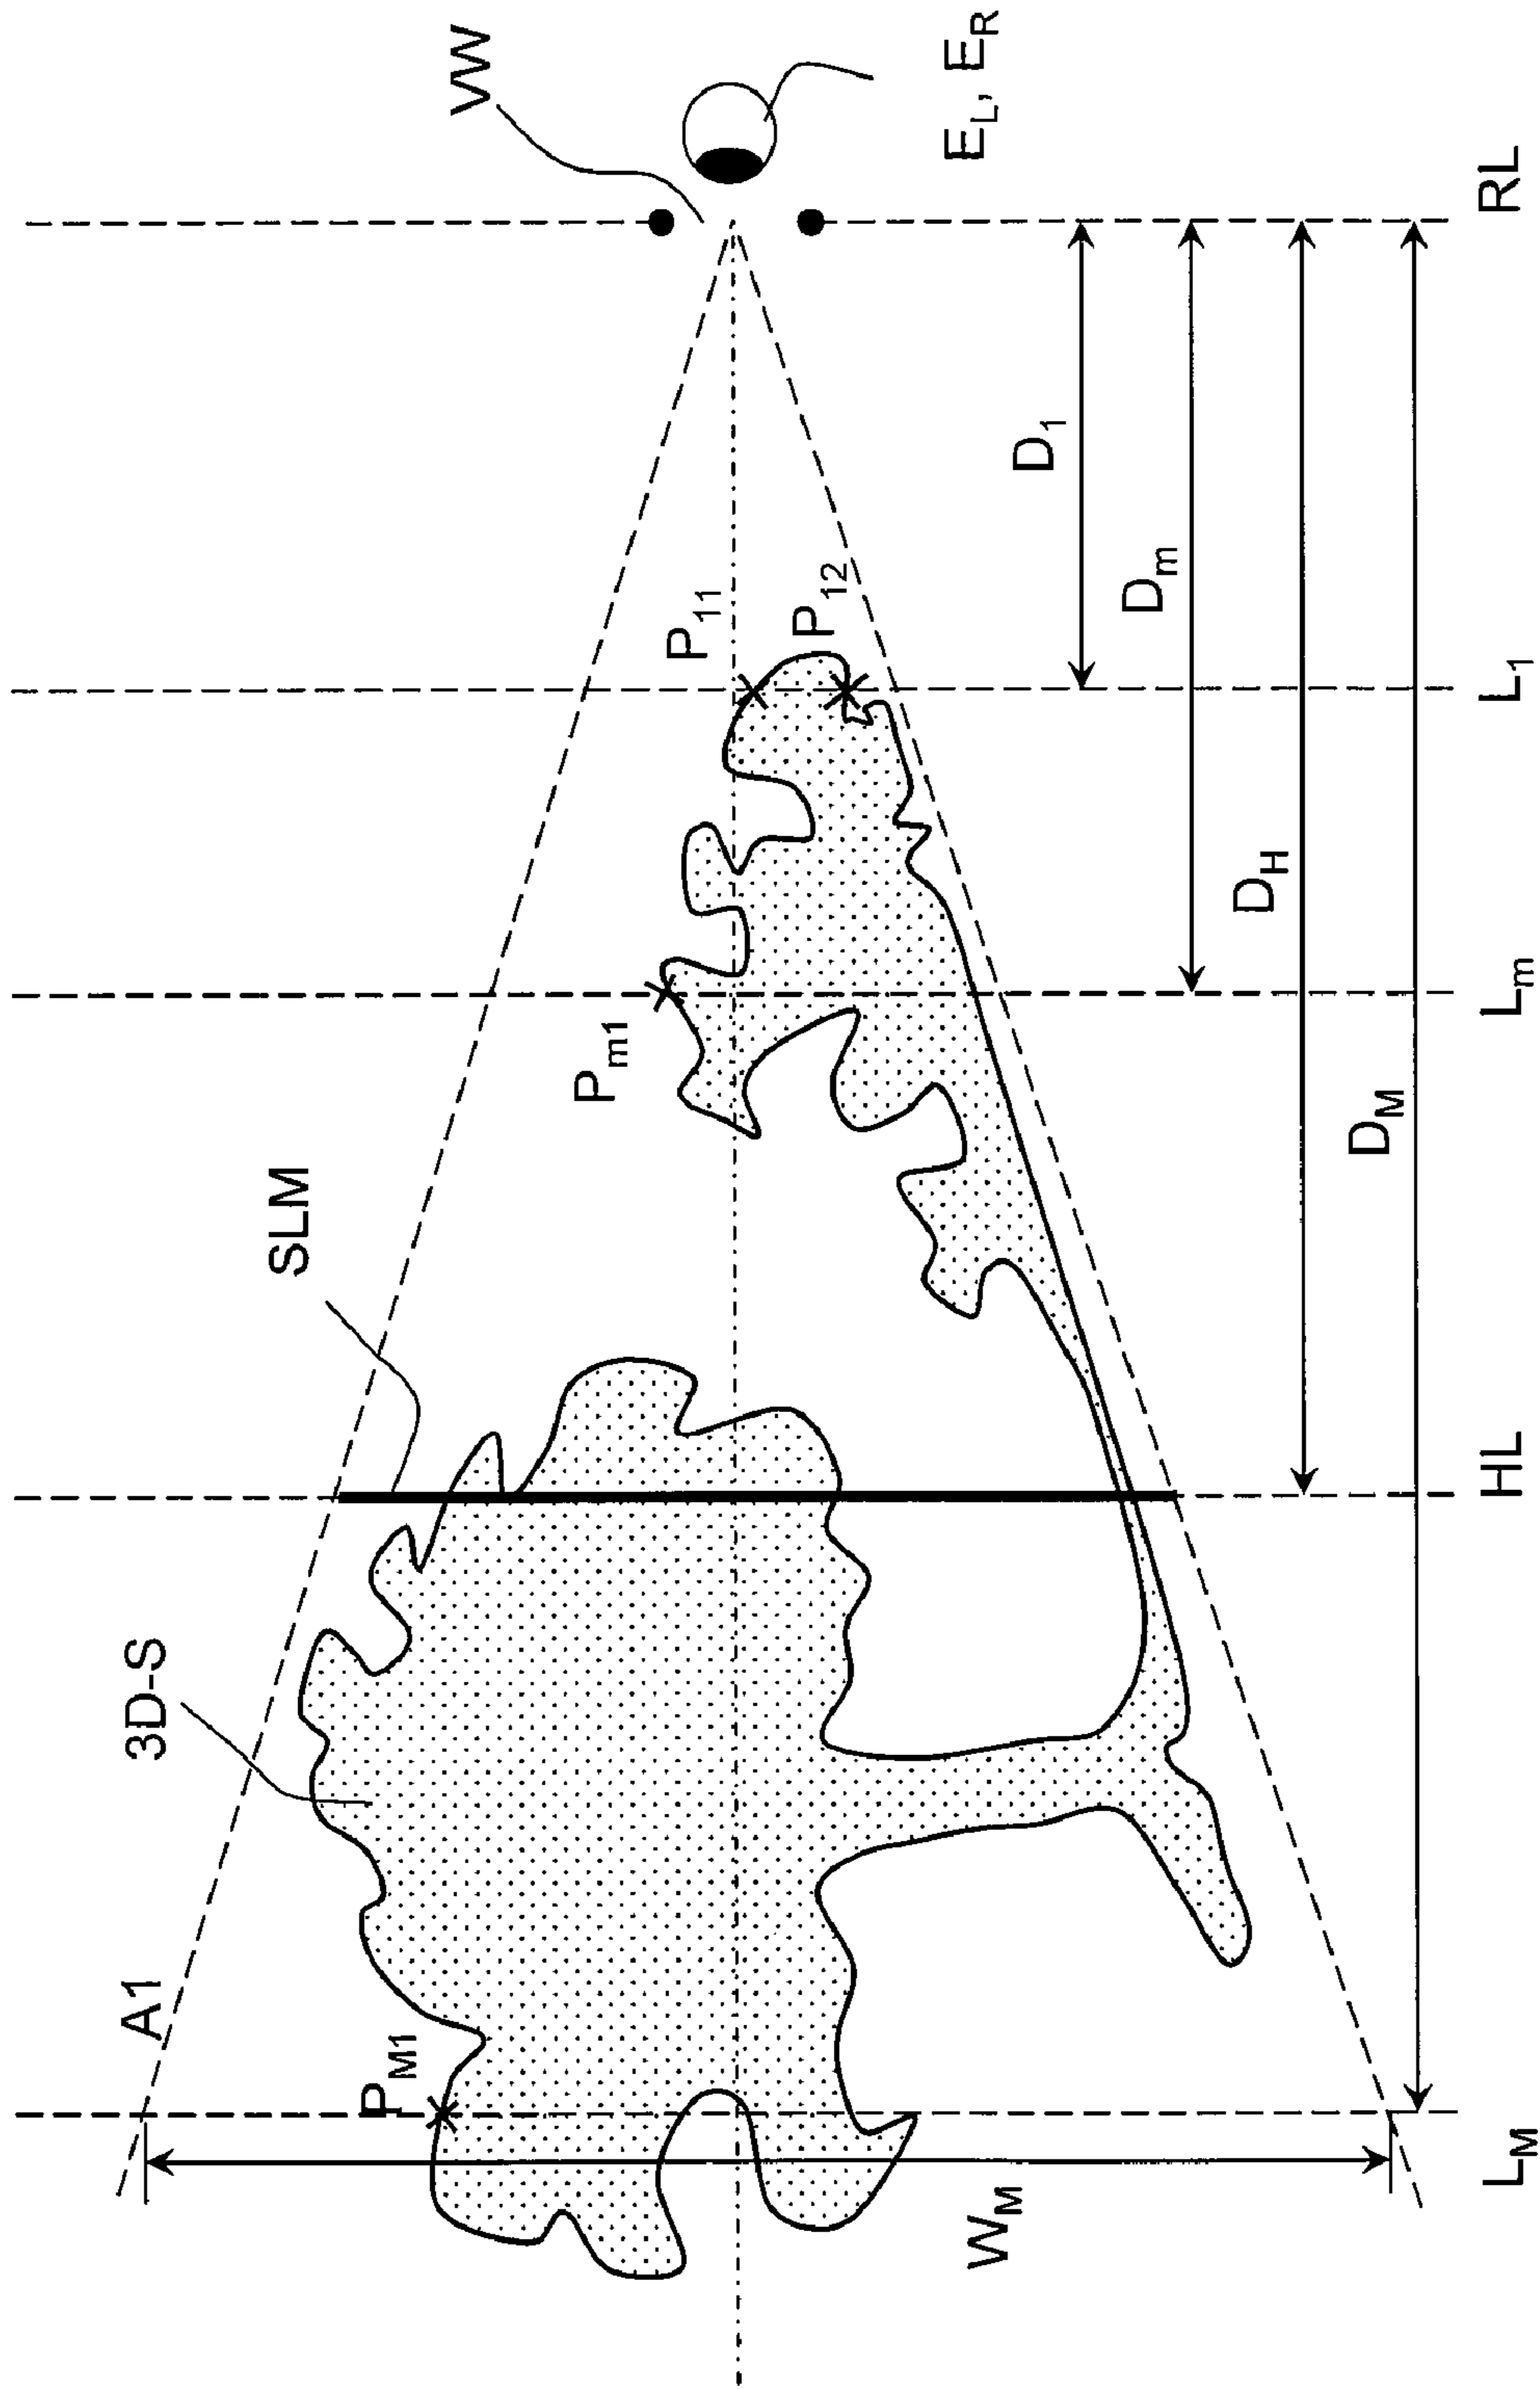 VW
E_L, E_R
D_1
P_11
P_12
D_m
P_m1
D_H
D_M
SLM
3D-S
A1
P_M1
W_M
RL
L_1
L_m
HL
L_M